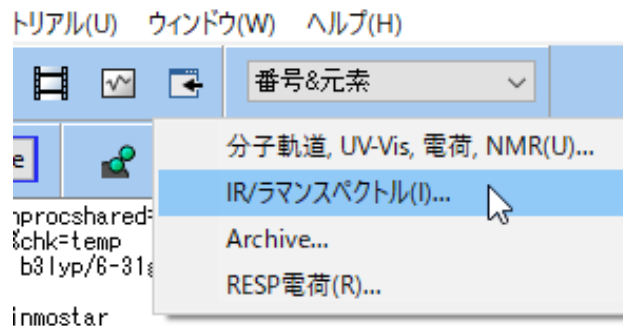 トリアル(U) ウィンドウ(W) ヘルプ(H)
番号&元素
e
分子軌道, UV-Vis, 電荷, NMR(U)...
IR/ラマンスペクトル(I)...
nprocshared=
%chk=temp
Archive...
b3lyp/6-31g
RESP電荷(R)...
inmostar